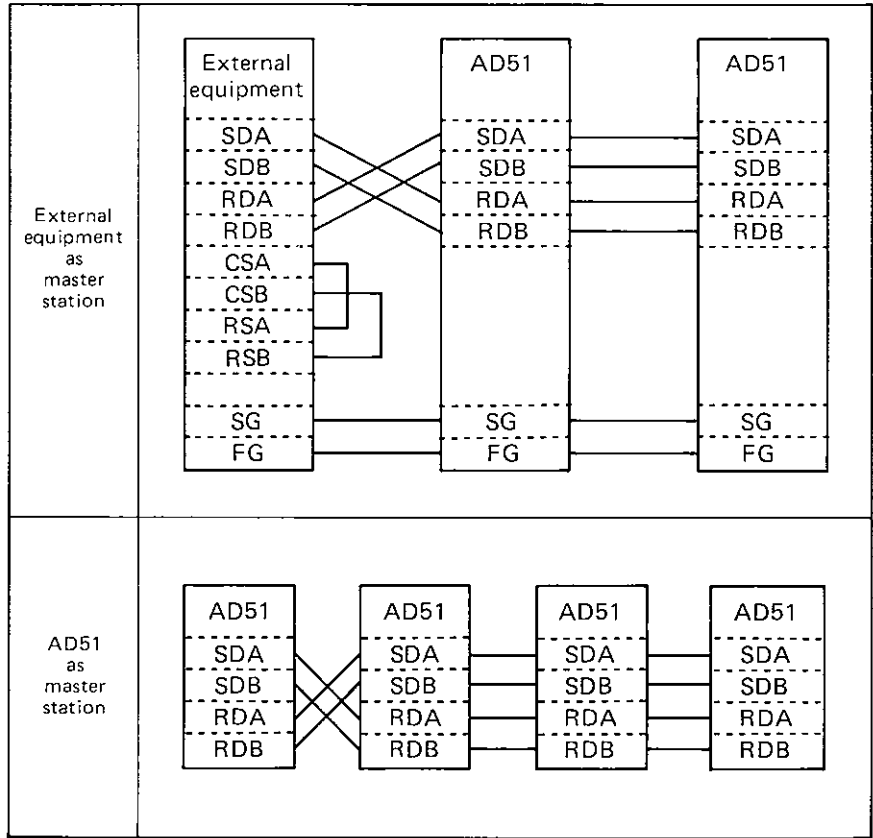 External
equipment
as
master
station
External
equipment
SDA
SDB
RDA
RDB
CSA
CSB
RSA
RSB
SG
FG
AD51
SDA
SDB
RDA
RDB
SG
FG
AD51
SDA
SDB
RDA
RDB
SG
FG
AD51
as
master
station
AD51
SDA
SDB
RDA
RDB
AD51
SDA
SDB
RDA
RDB
AD51
SDA
SDB
RDA
RDB
AD51
SDA
SDB
RDA
RDB